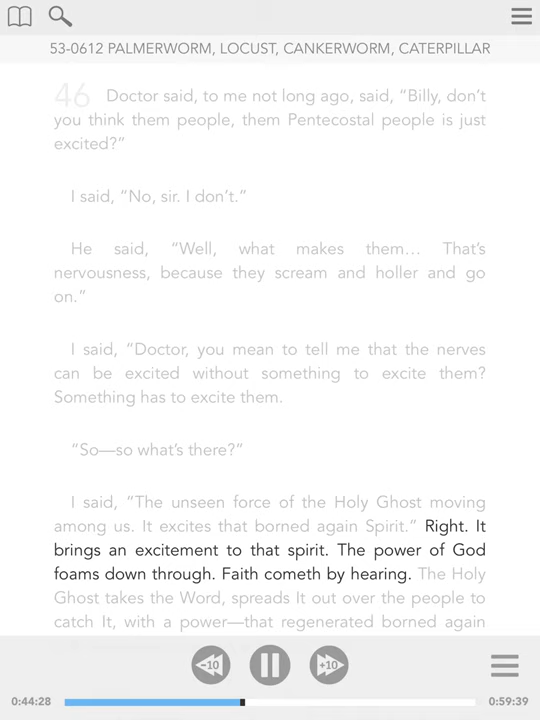 53-0612 PALMERWORM, LOCUST, CANKERWORM, CATERPILLAR
46 Doctor said, to me not long ago, said, “Billy, don’t
you think them people, them Pentecostal people is just
excited?”
I said, “No, sir. I don’t.”
He said, “Well, what makes them… That’s
nervousness, because they scream and holler and go
on.”
I said, “Doctor, you mean to tell me that the nerves
can be excited without something to excite them?
Something has to excite them.
“So—so what’s there?”
I said, “The unseen force of the Holy Ghost moving
among us. It excites that borned again Spirit.” Right. It
brings an excitement to that spirit. The power of God
foams down through. Faith cometh by hearing. The Holy
Ghost takes the Word, spreads It out over the people to
catch It, with a power—that regenerated borned again
-10
+10
0:44:28
0:59:39